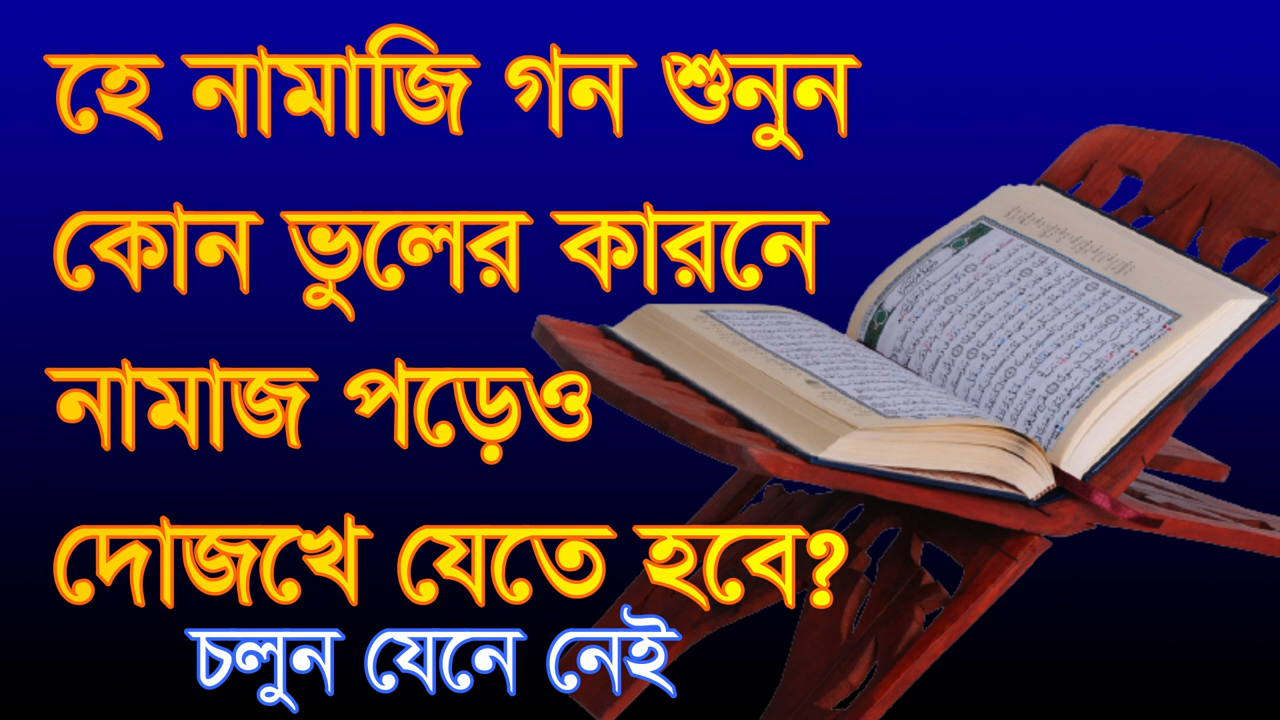 হে নামাজি গন শুনুন
কোন ভুলের কারনে
নামাজ পড়েও
দোজখে যেতে হবে?
চলুন যেনে নেই